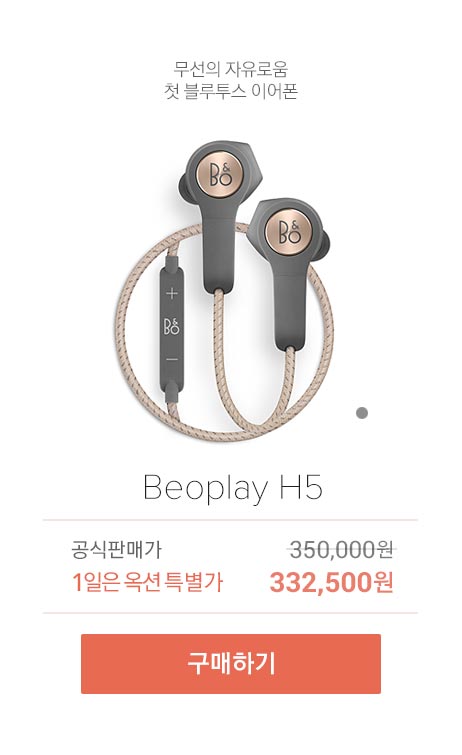 무선의 자유로움
첫 블루투스 이어폰
B&O
B&O
+
B&O
−
Beoplay H5
공식판매가 350,000원
1일은 옥션 특별가 332,500원
구매하기